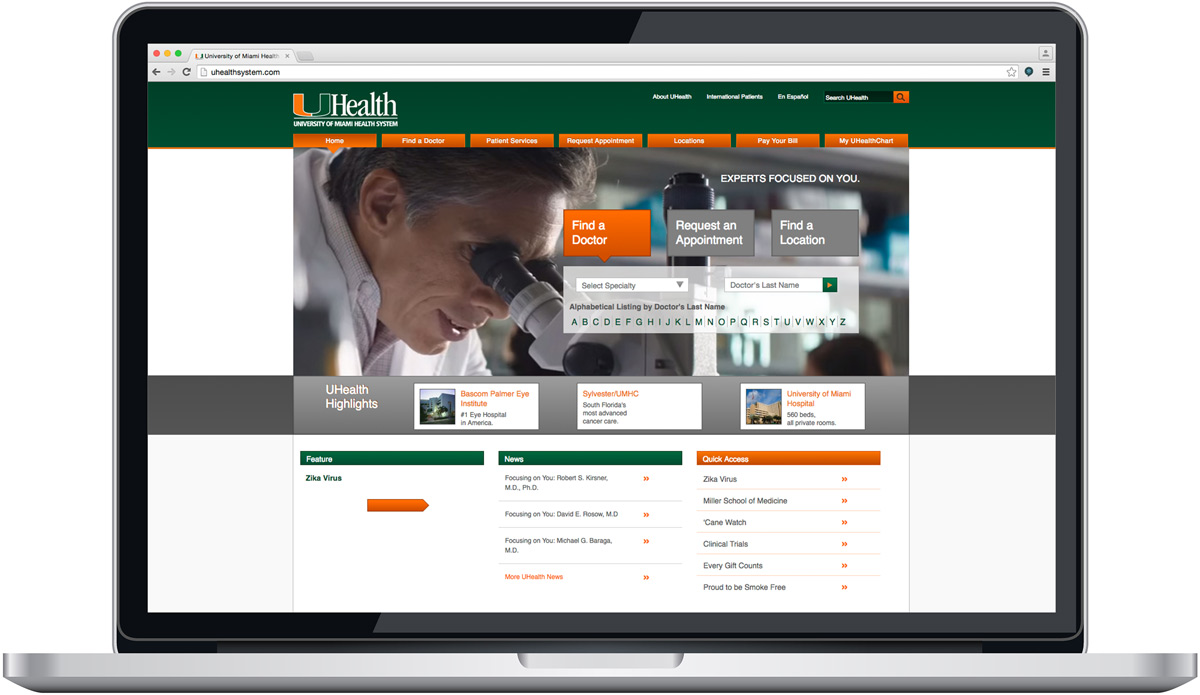 University of Miami Health
uhealthsystem.com
UHealth
UNIVERSITY OF MIAMI HEALTH SYSTEM
About UHealth
International Patients
En Español
Search UHealth
Home
Find a Doctor
Patient Services
Request Appointment
Locations
Pay Your Bill
My UHealthChart
EXPERTS FOCUSED ON YOU.
Find a
Doctor
Request an
Appointment
Find a
Location
Select Specialty
Doctor's Last Name
Alphabetical Listing by Doctor's Last Name
A B C D E F G H I J K L M N O P Q R S T U V W X Y Z
UHealth
Highlights
Bascom Palmer Eye
Institute
#1 Eye Hospital
in America.
Sylvester/UMHC
South Florida's
most advanced
cancer care.
University of Miami
Hospital
560 beds,
all private rooms.
Feature
Zika Virus
News
Focusing on You: Robert S. Kirsner,
M.D., Ph.D.
Focusing on You: David E. Rosow, M.D
Focusing on You: Michael G. Baraga,
M.D.
More UHealth News
Quick Access
Zika Virus
Miller School of Medicine
'Cane Watch
Clinical Trials
Every Gift Counts
Proud to be Smoke Free